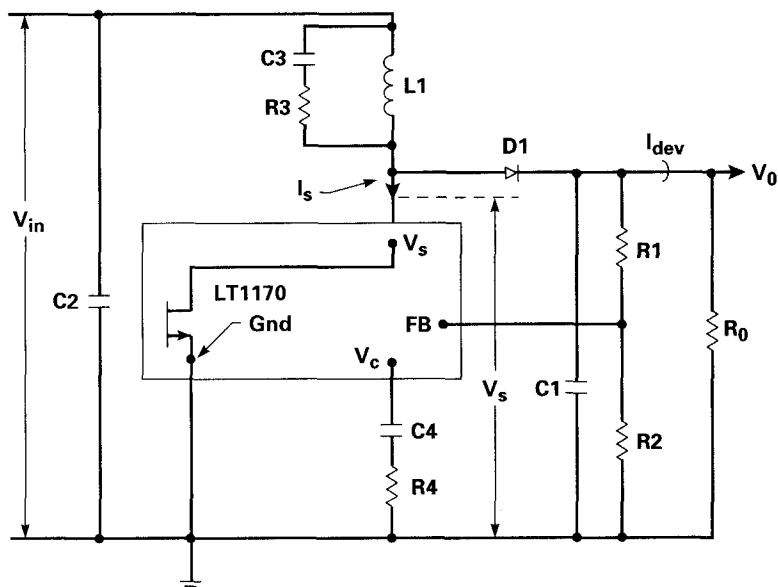 C3
R3
L1
D1
I_dev
V_0
I_s
V_in
V_s
R1
LT1170
C2
Gnd
FB
R_0
V_c
V_s
C1
C4
R2
R4